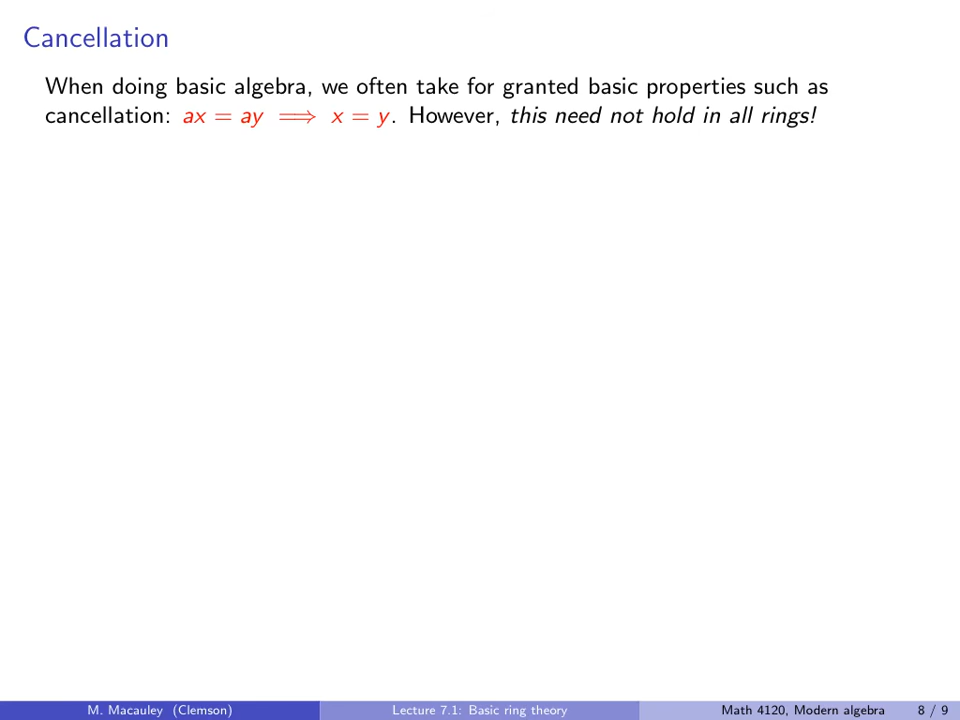 Cancellation
When doing basic algebra, we often take for granted basic properties such as
cancellation: ax = ay ⟹ x = y. However, this need not hold in all rings!
M. Macauley (Clemson)
Lecture 7.1: Basic ring theory
Math 4120, Modern algebra
8 / 9